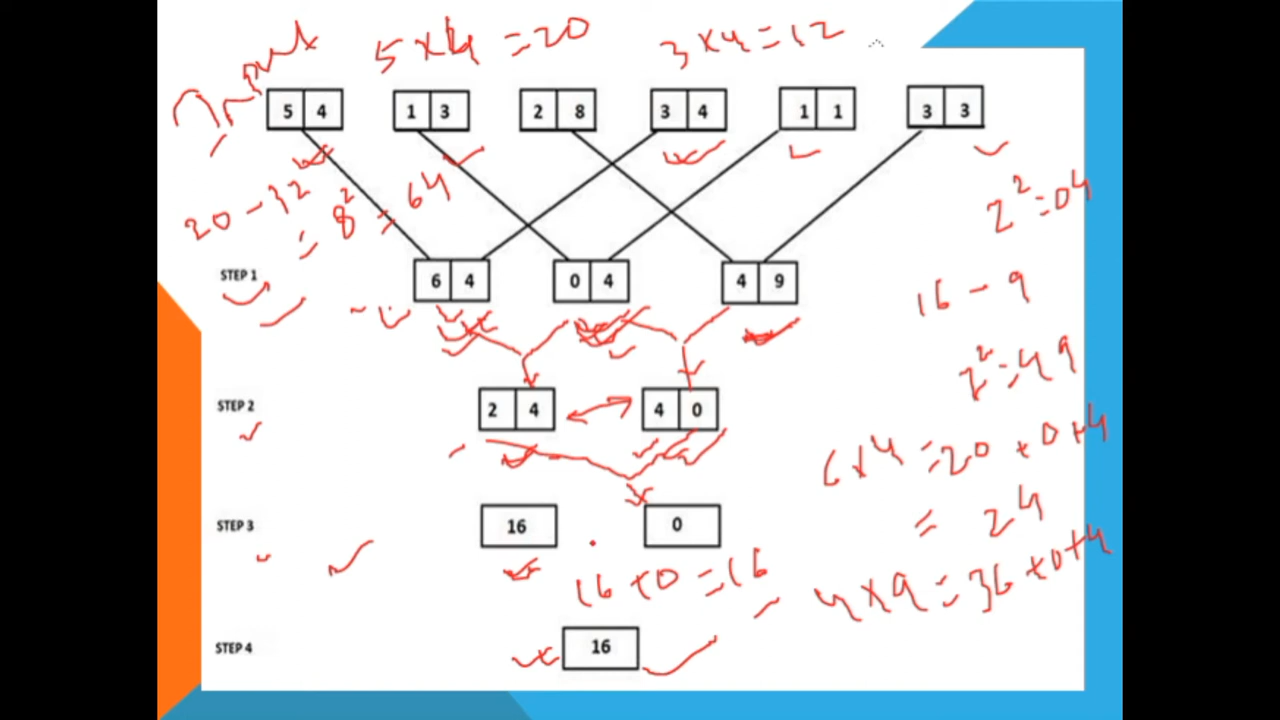 Input
5 x 4 = 20
3 x 4 = 12
5 4
1 3
2 8
3 4
1 1
3 3
20 - 12
= 8² = 64
2² = 04
STEP 1
6 4
0 4
4 9
16 - 9
7² = 49
STEP 2
2 4
4 0
6 x 4 = 20 + 0 + 4
= 24
STEP 3
16
0
16 + 0 = 16
4 x 9 = 36 + 0 + 4
STEP 4
16